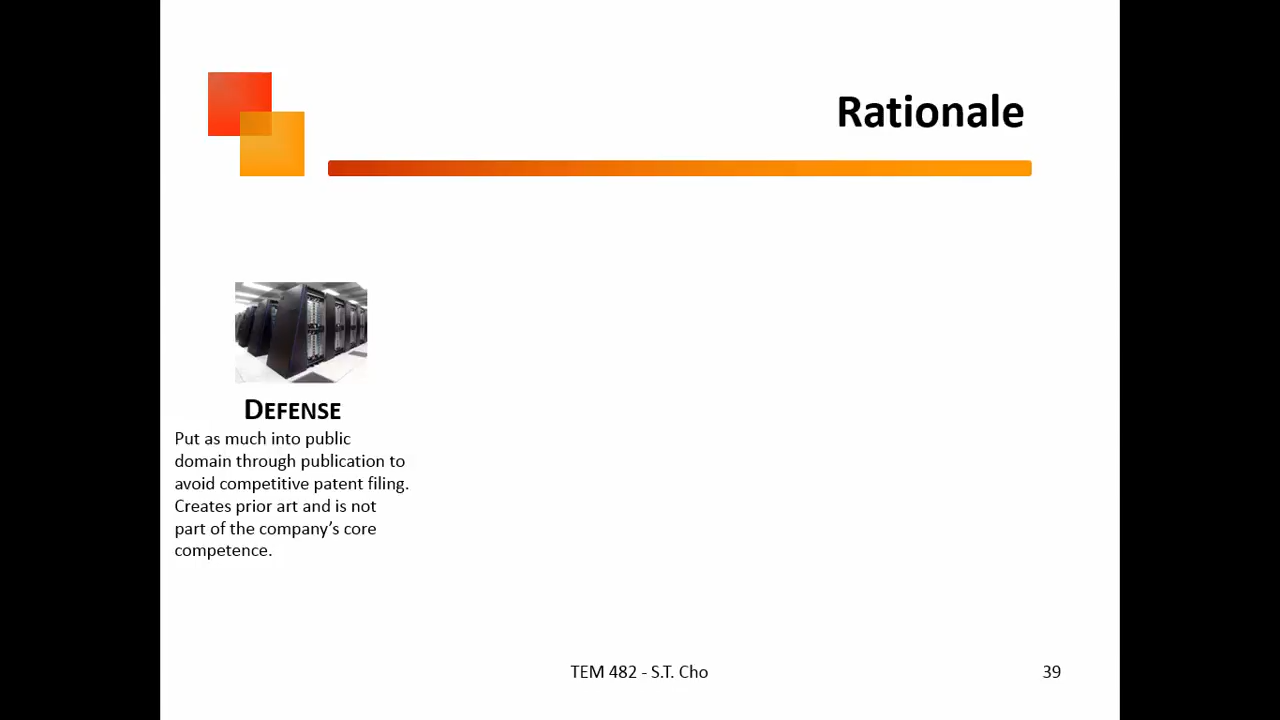 Rationale
DEFENSE
Put as much into public
domain through publication to
avoid competitive patent filing.
Creates prior art and is not
part of the company’s core
competence.
TEM 482 - S.T. Cho
39